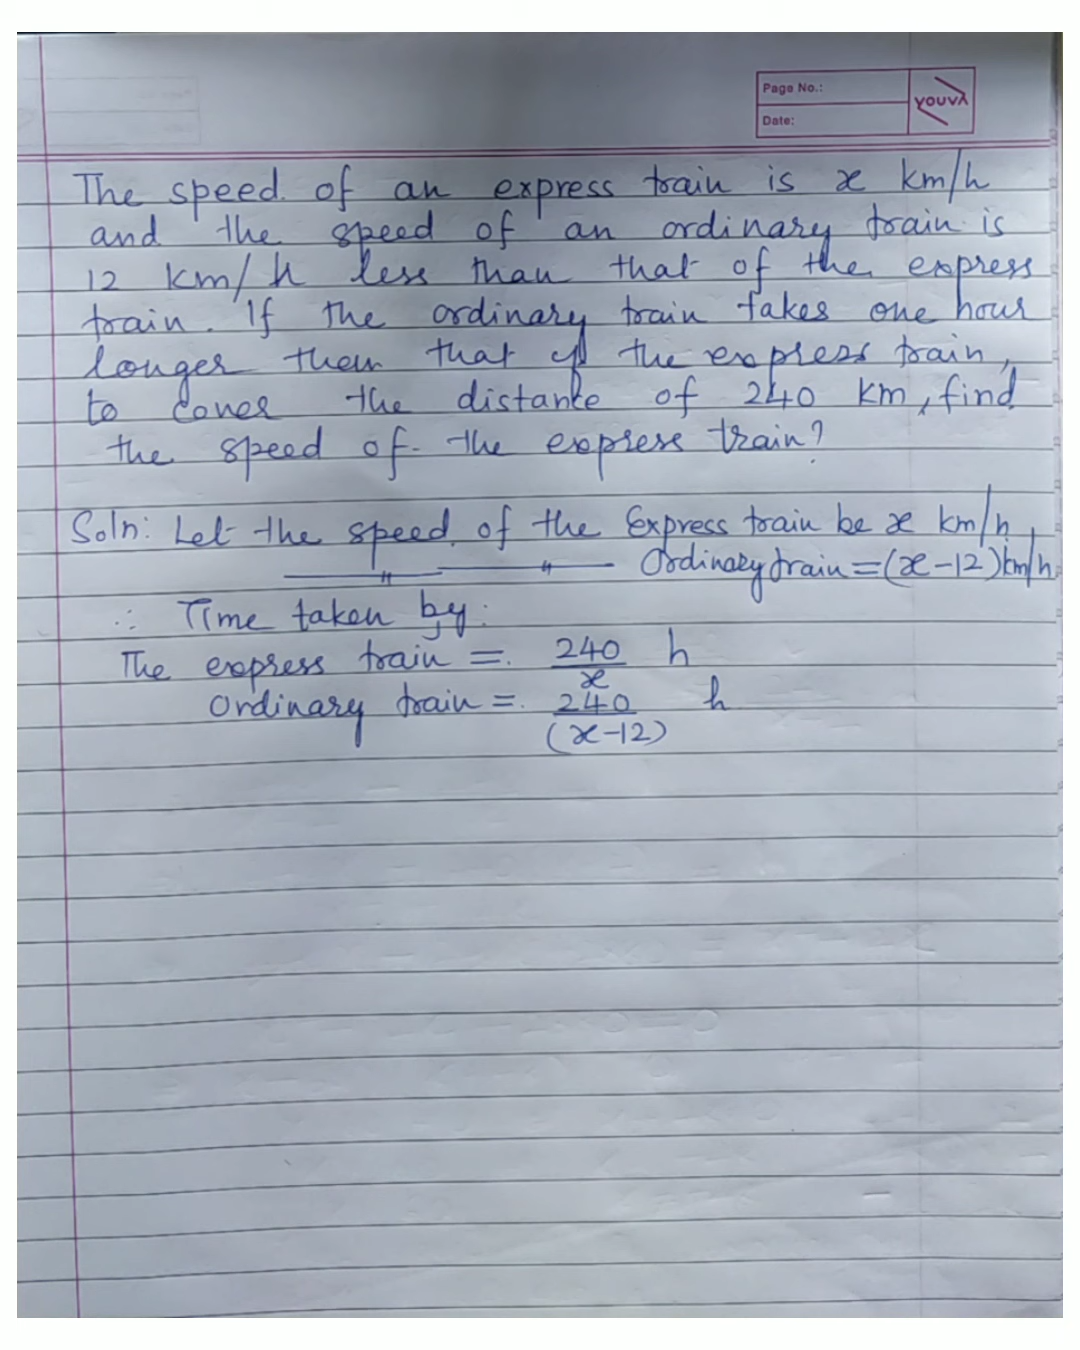 Page No.:
Date:
YOUVA
The speed of an express train is x km/h
and the speed of an ordinary train is
12 km/h less than that of the express
train. If the ordinary train takes one hour
longer then that of the express train,
to cover the distante of 240 km, find
the speed of the express train?
Soln: Let the speed of the Express train be x km/h,
〃 〃 Ordinary train = (x-12) km/h
∴ Time taken by:
The express train = 240/x h
Ordinary train = 240/(x-12) h